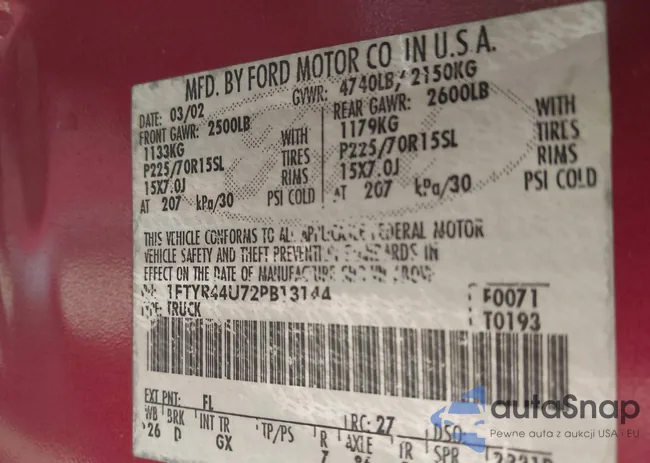 MFD. BY FORD MOTOR CO IN U.S.A.
DATE: 03/02 GVWR: 4740LB/ 2150KG
FRONT GAWR: 2500LB REAR GAWR: 2600LB
1133KG WITH 1179KG WITH
P225/70R15SL TIRES P225/70R15SL TIRES
15X7.0J RIMS 15X7.0J RIMS
AT 207 kPa/30 PSI COLD AT 207 kPa/30 PSI COLD
THIS VEHICLE CONFORMS TO ALL APPLICABLE FEDERAL MOTOR
VEHICLE SAFETY AND THEFT PREVENTION STANDARDS IN
EFFECT ON THE DATE OF MANUFACTURE SHOWN ABOVE
1FTYR44U72PB13144 F0071
TYPE: TRUCK T0193
EXT PNT: FL RC: 27 DSO:
WB BRK INT TR TP/PS R AXLE TR SPR
26 D GX 7
autaSnap
Pewne auta z aukcji USA i EU